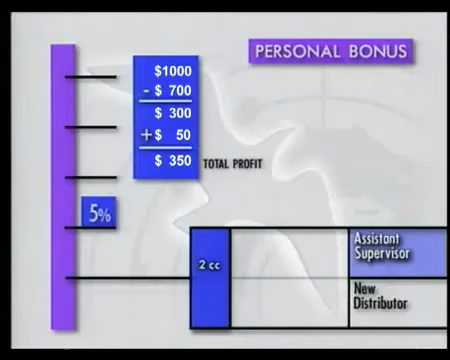 PERSONAL BONUS
$1000
- $ 700
$ 300
+ $ 50
$ 350 TOTAL PROFIT
5%
2 cc
Assistant
Supervisor
New
Distributor